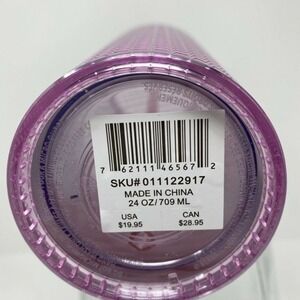 7 62111 46567 2
SKU# 011122917
MADE IN CHINA
24 OZ/709 ML
USA CAN
$19.95 $28.95